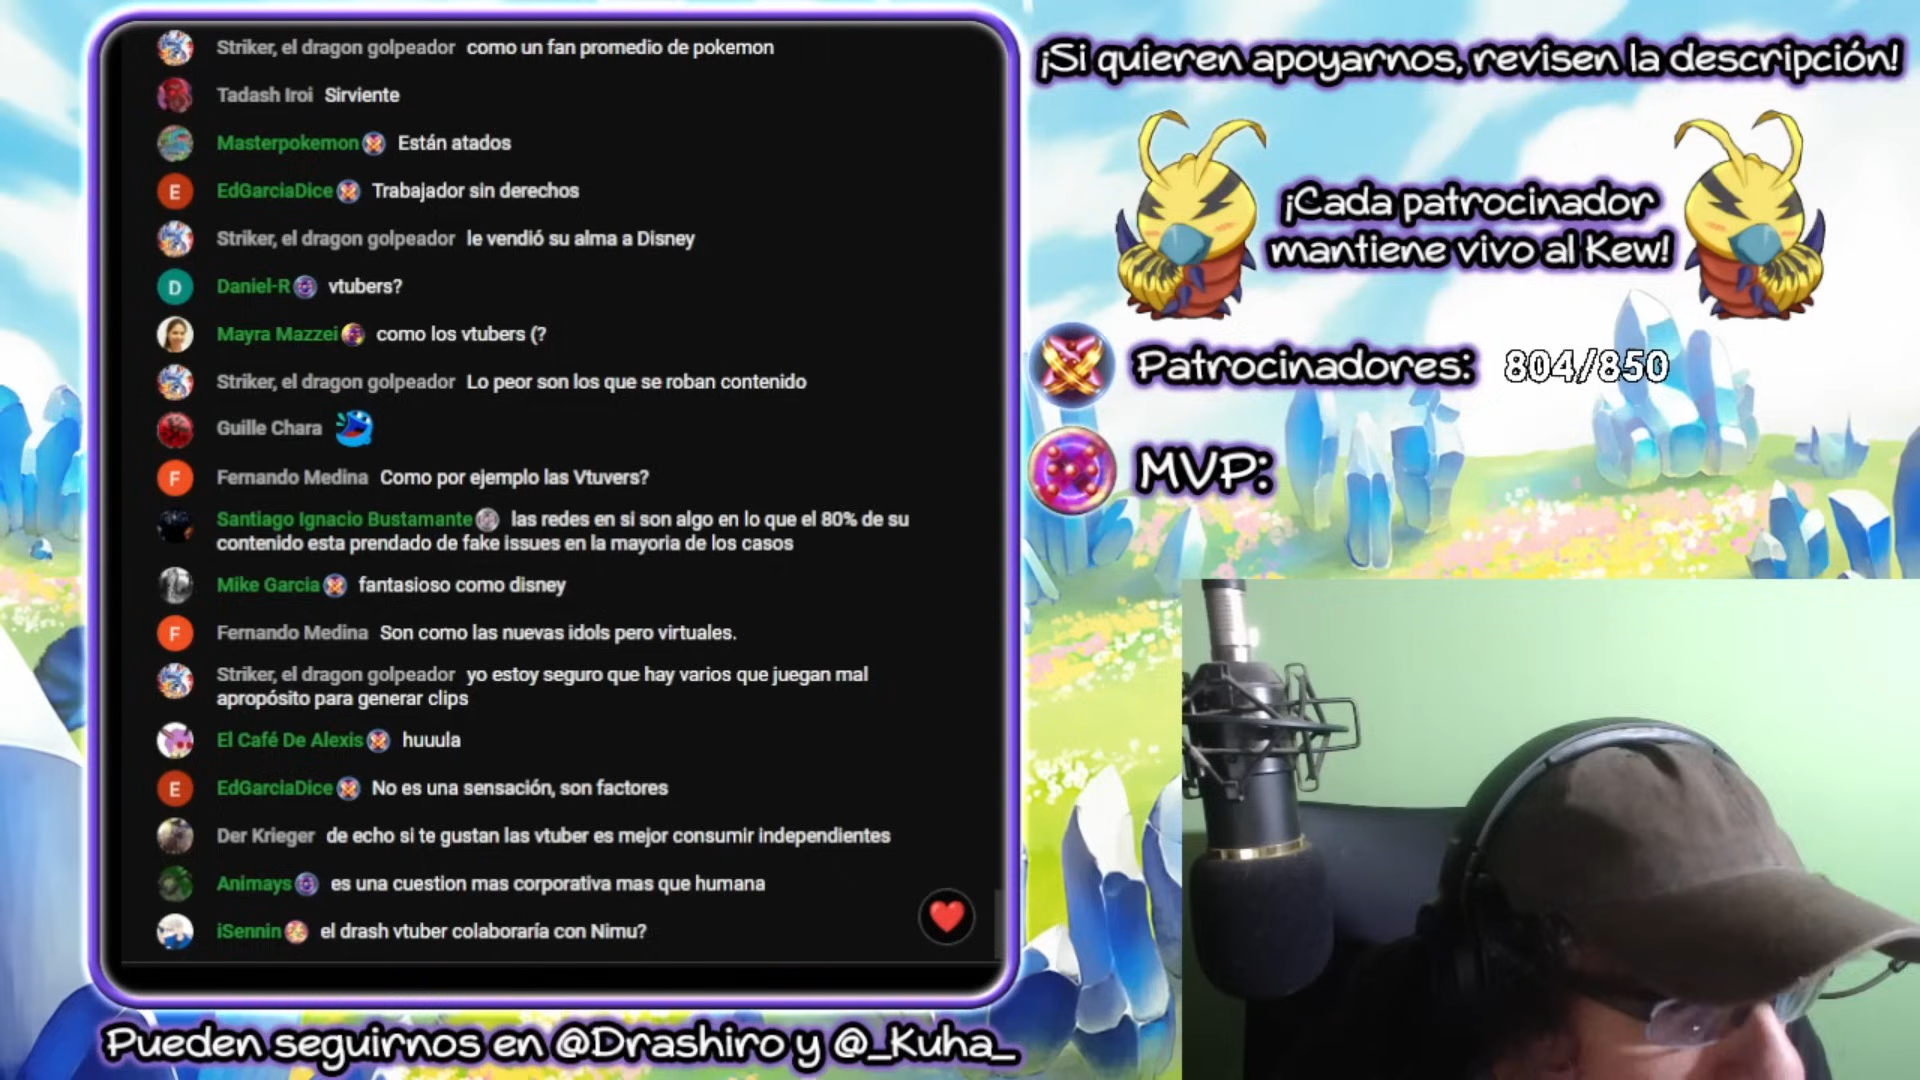 Striker, el dragon golpeador como un fan promedio de pokemon
Tadash Iroi Sirviente
Masterpokemon Están atados
E EdGarciaDice Trabajador sin derechos
Striker, el dragon golpeador le vendió su alma a Disney
D Daniel-R vtubers?
Mayra Mazzei como los vtubers (?
Striker, el dragon golpeador Lo peor son los que se roban contenido
Guille Chara
F Fernando Medina Como por ejemplo las Vtuvers?
Santiago Ignacio Bustamante las redes en si son algo en lo que el 80% de su
contenido esta prendado de fake issues en la mayoria de los casos
Mike Garcia fantasioso como disney
F Fernando Medina Son como las nuevas idols pero virtuales.
Striker, el dragon golpeador yo estoy seguro que hay varios que juegan mal
apropósito para generar clips
El Café De Alexis huuula
E EdGarciaDice No es una sensación, son factores
Der Krieger de echo si te gustan las vtuber es mejor consumir independientes
Animays es una cuestion mas corporativa mas que humana
iSennin el drash vtuber colaboraría con Nimu?
Pueden seguirnos en @Drashiro y @_Kuha_
¡Si quieren apoyarnos, revisen la descripción!
¡Cada patrocinador
mantiene vivo al Kew!
Patrocinadores: 804/850
MVP: